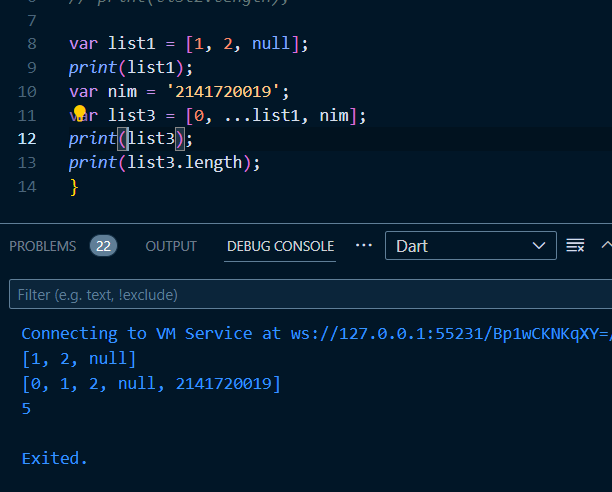 // print(list2.length);
7
8 var list1 = [1, 2, null];
9 print(list1);
10 var nim = '2141720019';
11 var list3 = [0, ...list1, nim];
12 print(list3);
13 print(list3.length);
14 }
PROBLEMS 22 OUTPUT DEBUG CONSOLE ··· Dart
Filter (e.g. text, !exclude)
Connecting to VM Service at ws://127.0.0.1:55231/Bp1wCKNKqXY=/
[1, 2, null]
[0, 1, 2, null, 2141720019]
5
Exited.